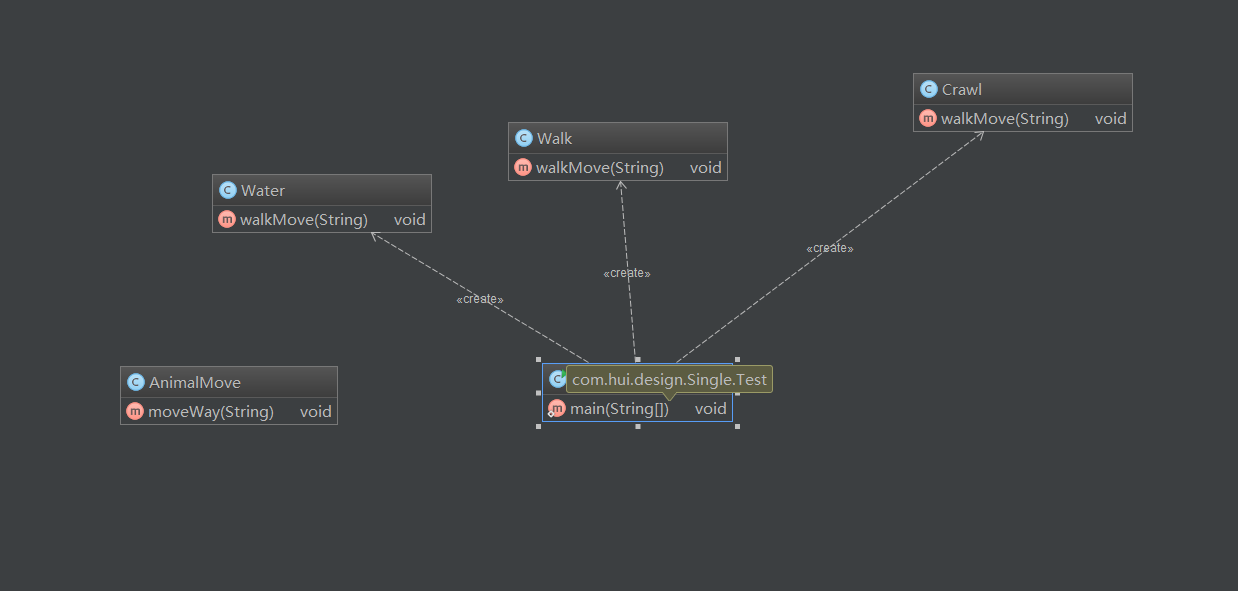 C Crawl
m walkMove(String) void
C Walk
m walkMove(String) void
C Water
m walkMove(String) void
«create»
«create»
«create»
C AnimalMove
m moveWay(String) void
C com.hui.design.Single.Test
m main(String[]) void